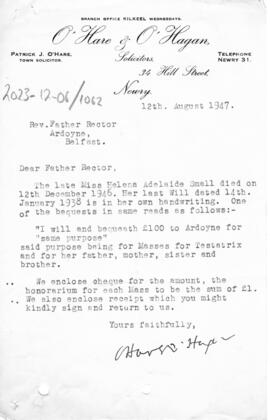 BRANCH OFFICE KILKEEL WEDNESDAYS.
O'Hare & O'Hagan,
Solicitors.
PATRICK J. O'HARE,
TOWN SOLICITOR.
TELEPHONE
NEWRY 31.
34 Hill Street,
Newry,
2023-12-06/1062
12th. August 1947.
Rev. Father Rector
Ardoyne,
Belfast.
Dear Father Rector,
The late Miss Helena Adelaide Small died on
12th December 1946. Her last Will dated 14th.
January 1938 is in her own handwriting. One
of the bequests in same reads as follows:-
"I will and bequeath £100 to Ardoyne for
"same purpose"
said purpose being for Masses for Testatrix
and for her father, mother, sister and
brother.
We enclose cheque for the amount, the
honorarium for each Mass to be the sum of £1.
We also enclose receipt which you might
kindly sign and return to us.
Yours faithfully,
O'Hare & O'Hagan